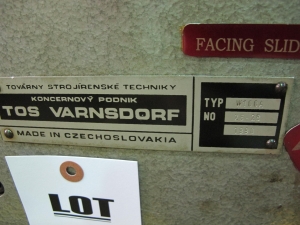 FACING SLID
TOVÁRNY STROJÍRENSKÉ TECHNIKY
KONCERNOVÝ PODNIK
TOS VARNSDORF
MADE IN CZECHOSLOVAKIA
TYP
NO
LOT